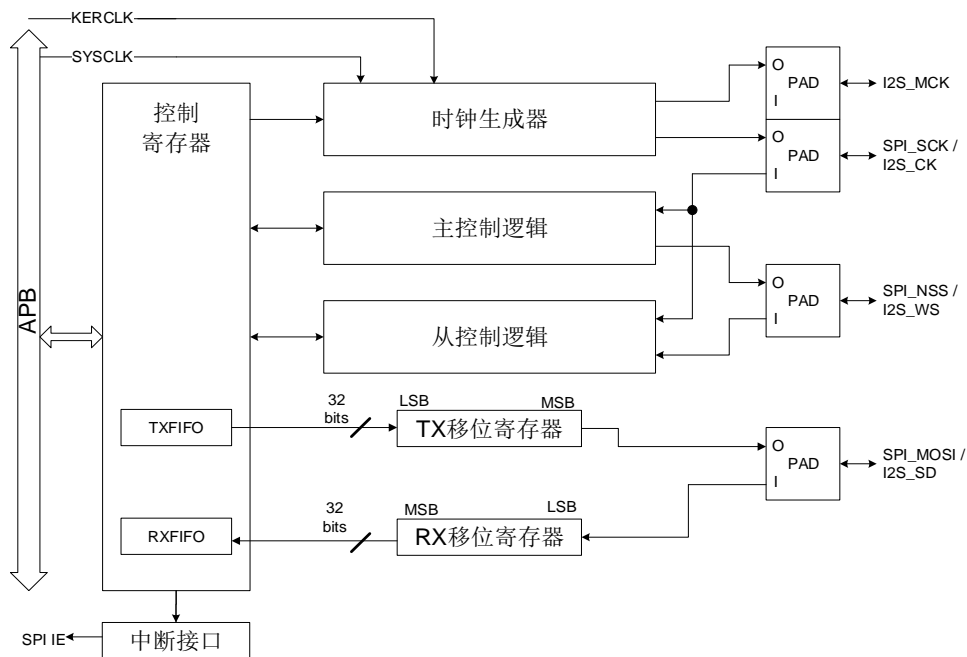 KERCLK
SYSCLK
APB
控制
寄存器
时钟生成器
O
PAD
I
I2S_MCK
O
PAD
I
SPI_SCK /
I2S_CK
主控制逻辑
O
PAD
I
SPI_NSS /
I2S_WS
从控制逻辑
TXFIFO
32
bits
LSB
MSB
TX移位寄存器
O
PAD
I
SPI_MOSI /
I2S_SD
RXFIFO
32
bits
MSB
LSB
RX移位寄存器
SPI IE
中断接口